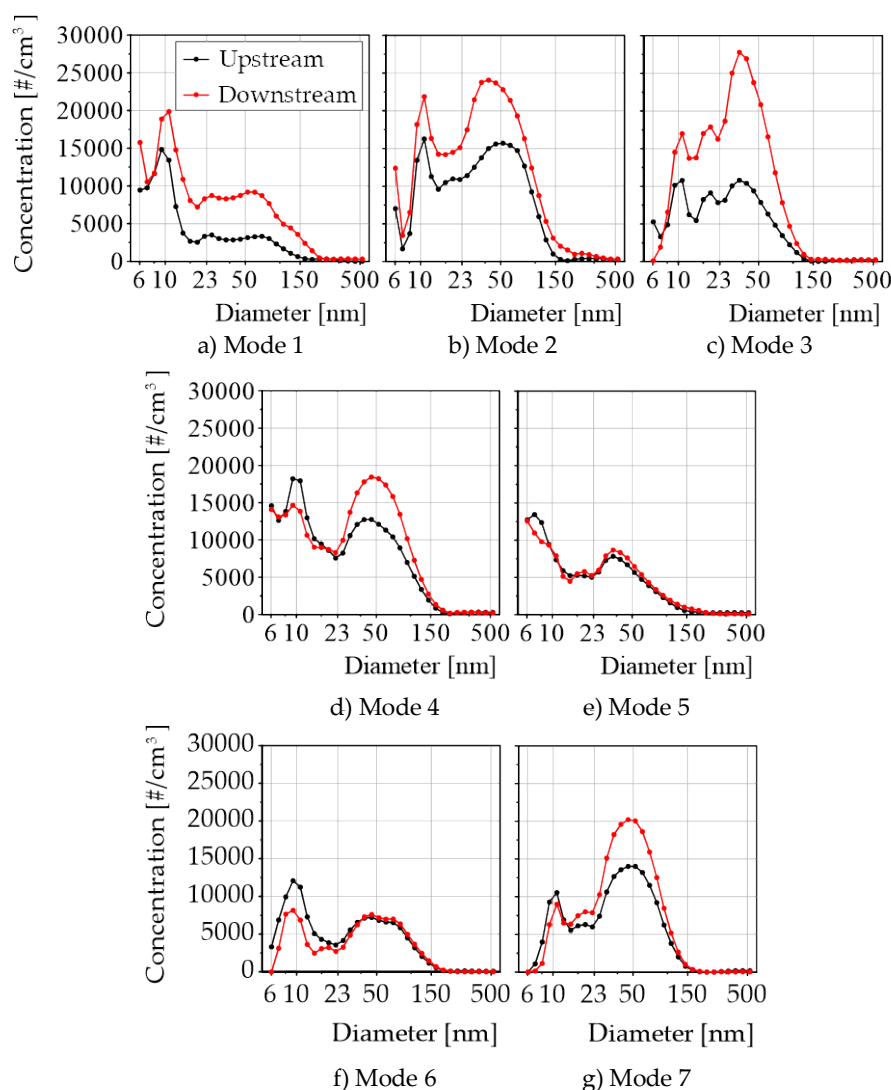 Concentration [#/cm³]
30000
25000
20000
15000
10000
5000
0
Upstream
Downstream
6 10 23 50 150 500
6 10 23 50 150 500
6 10 23 50 150 500
Diameter [nm]
Diameter [nm]
Diameter [nm]
a) Mode 1
b) Mode 2
c) Mode 3
Concentration [#/cm³]
30000
25000
20000
15000
10000
5000
0
6 10 23 50 150 500
6 10 23 50 150 500
Diameter [nm]
Diameter [nm]
d) Mode 4
e) Mode 5
Concentration [#/cm³]
30000
25000
20000
15000
10000
5000
0
6 10 23 50 150 500
6 10 23 50 150 500
Diameter [nm]
Diameter [nm]
f) Mode 6
g) Mode 7